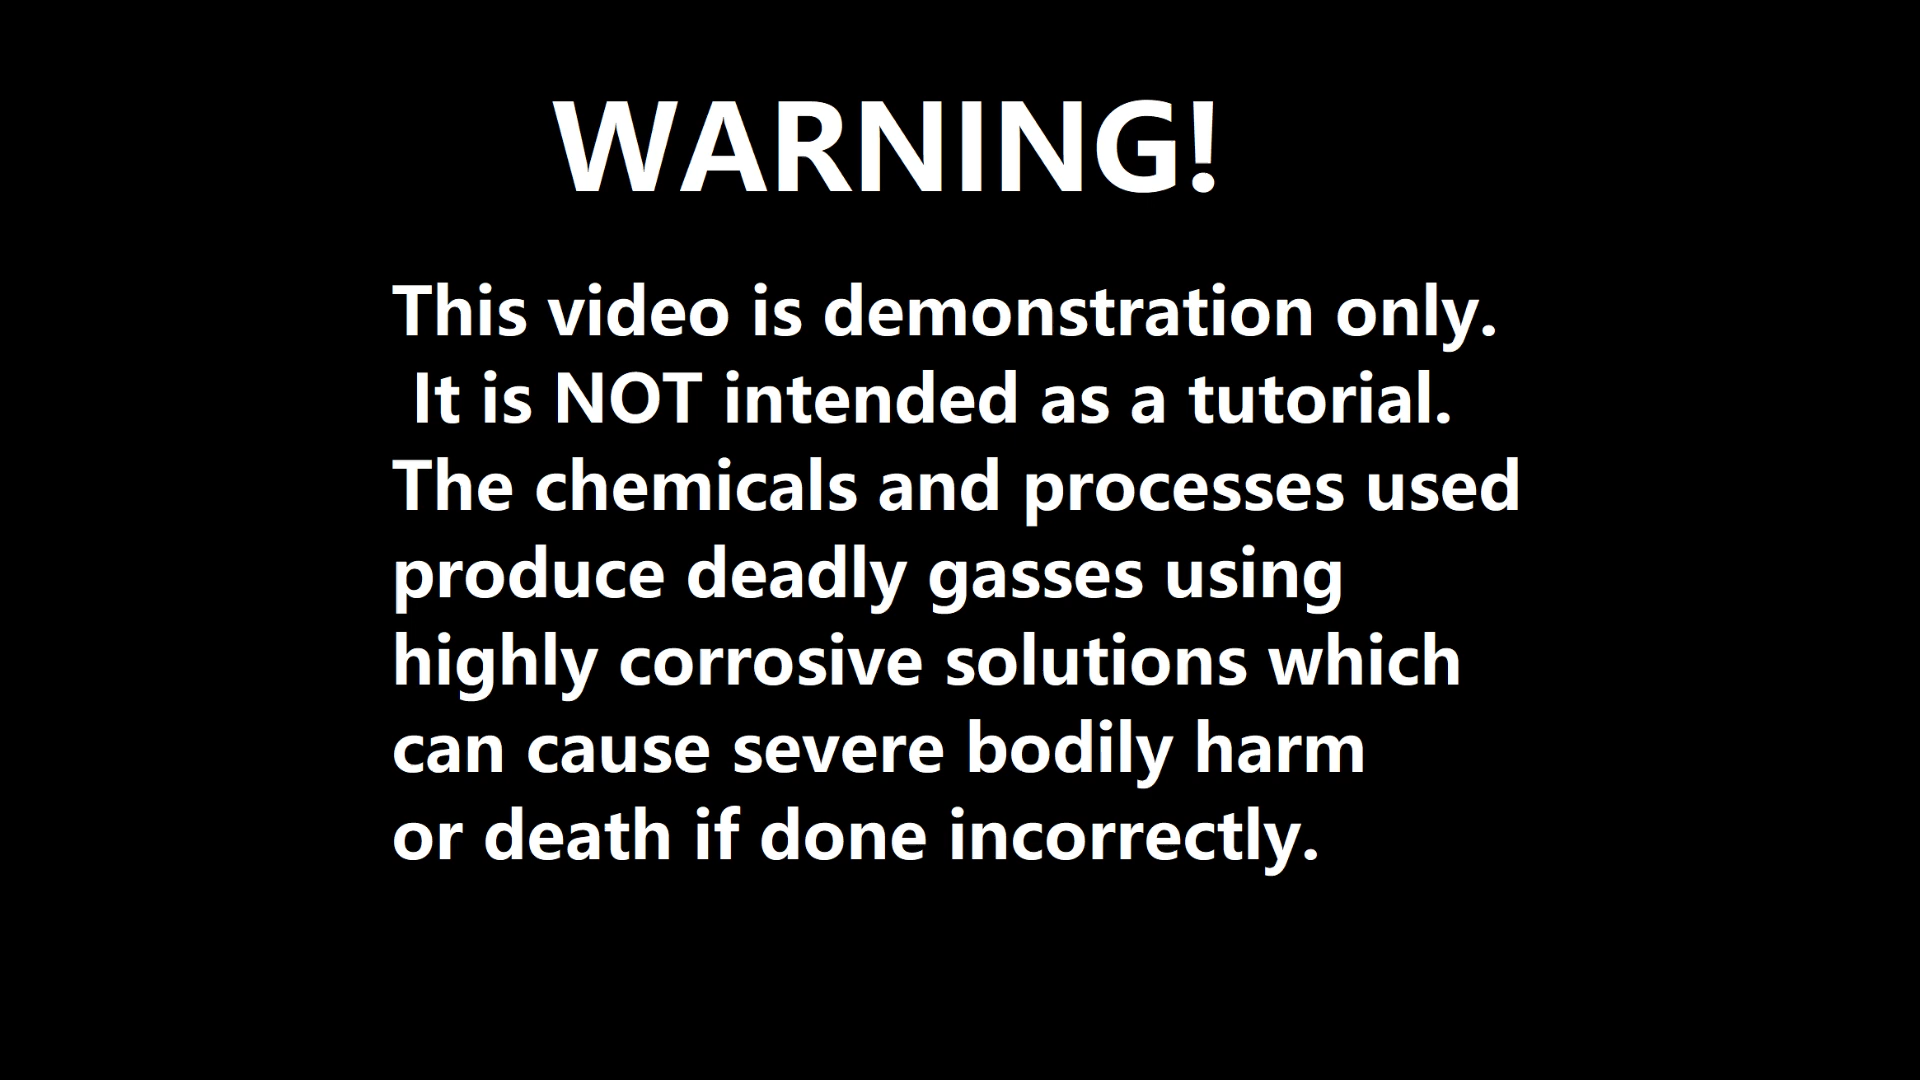 WARNING!
This video is demonstration only.
It is NOT intended as a tutorial.
The chemicals and processes used
produce deadly gasses using
highly corrosive solutions which
can cause severe bodily harm
or death if done incorrectly.